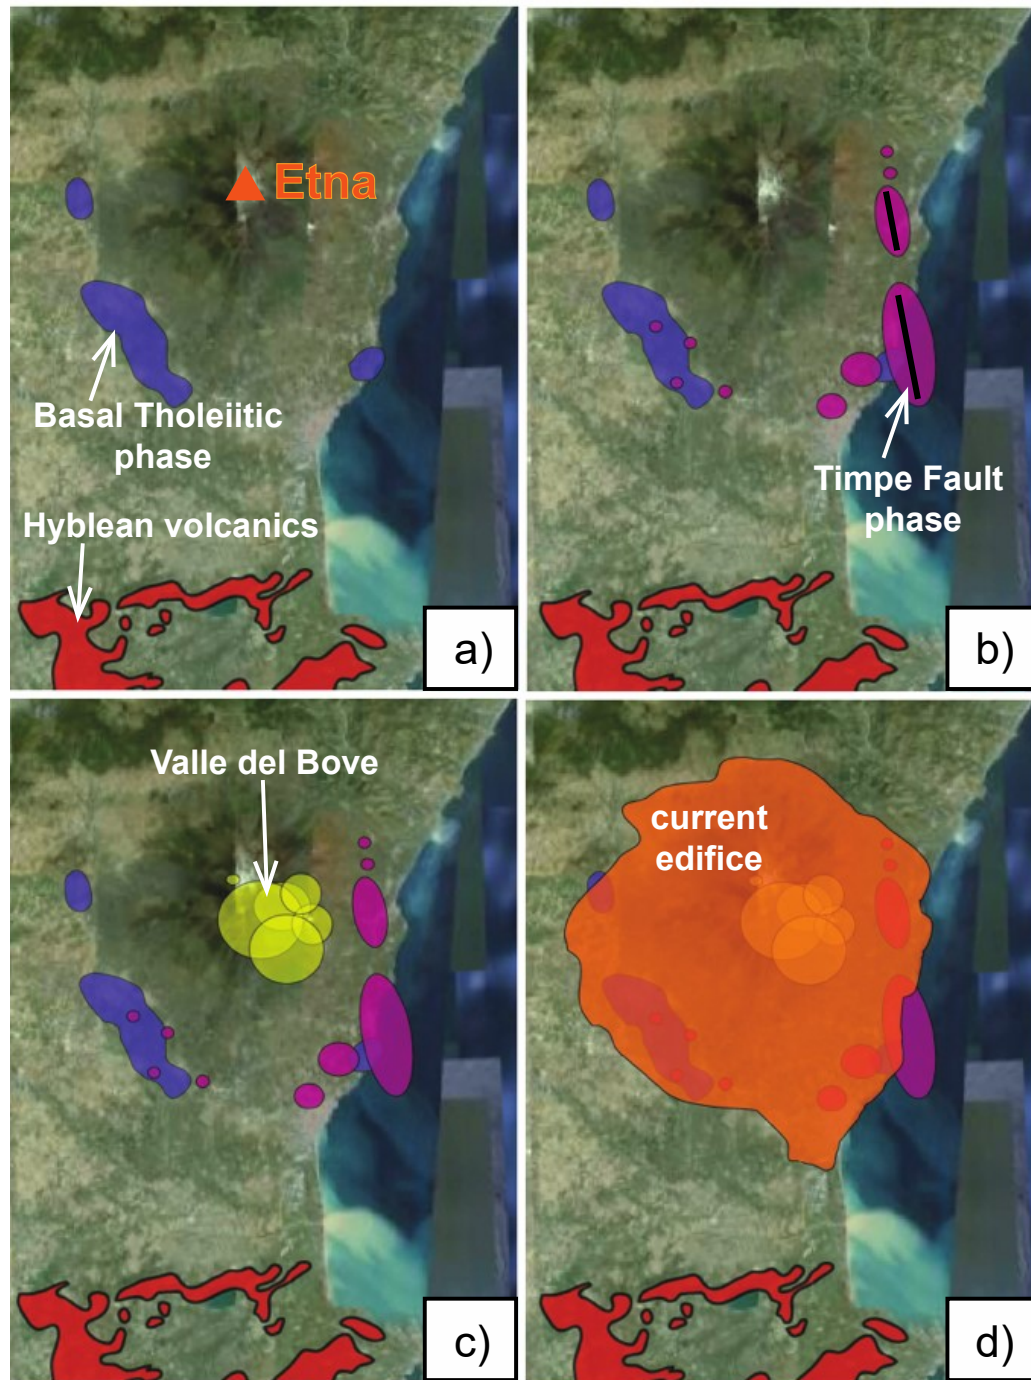 Etna
Basal Tholeiitic
phase
Hyblean volcanics
a)
Timpe Fault
phase
b)
Valle del Bove
c)
current
edifice
d)